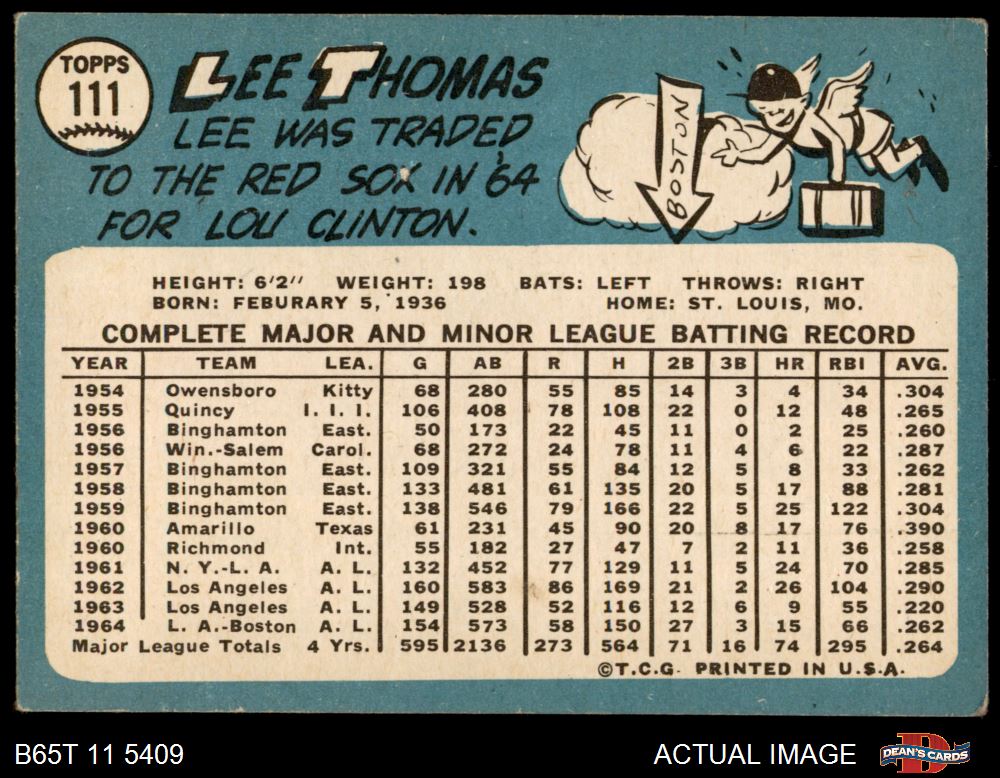 TOPPS
111
LEE THOMAS
LEE WAS TRADED
TO THE RED SOX IN '64
FOR LOU CLINTON.
BOSTON
HEIGHT: 6'2" WEIGHT: 198 BATS: LEFT THROWS: RIGHT
BORN: FEBURARY 5, 1936 HOME: ST. LOUIS, MO.
COMPLETE MAJOR AND MINOR LEAGUE BATTING RECORD
YEAR TEAM LEA. G AB R H 2B 3B HR RBI AVG.
1954 Owensboro Kitty 68 280 55 85 14 3 4 34 .304
1955 Quincy I. I. I. 106 408 78 108 22 0 12 48 .265
1956 Binghamton East. 50 173 22 45 11 0 2 25 .260
1956 Win.-Salem Carol. 68 272 24 78 11 4 6 22 .287
1957 Binghamton East. 109 321 55 84 12 5 8 33 .262
1958 Binghamton East. 133 481 61 135 20 5 17 88 .281
1959 Binghamton East. 138 546 79 166 22 5 25 122 .304
1960 Amarillo Texas 61 231 45 90 20 8 17 76 .390
1960 Richmond Int. 55 182 27 47 7 2 11 36 .258
1961 N. Y.-L. A. A. L. 132 452 77 129 11 5 24 70 .285
1962 Los Angeles A. L. 160 583 86 169 21 2 26 104 .290
1963 Los Angeles A. L. 149 528 52 116 12 6 9 55 .220
1964 L. A.-Boston A. L. 154 573 58 150 27 3 15 66 .262
Major League Totals 4 Yrs. 595 2136 273 564 71 16 74 295 .264
©T.C.G. PRINTED IN U.S.A.
B65T 11 5409 ACTUAL IMAGE DEAN'S CARDS